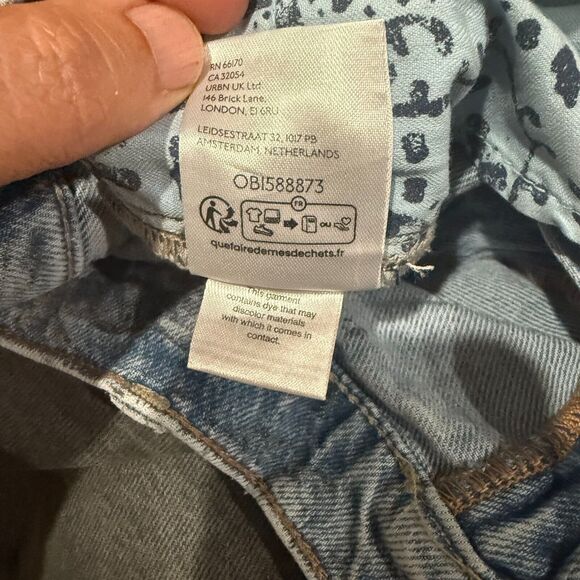 RN 66170
CA 32054
URBN UK Ltd
146 Brick Lane,
LONDON, E1 6RU
LEIDSESTRAAT 32, 1017 PB
AMSTERDAM, NETHERLANDS
OB1588873
FR
OU
quefairedemesdechets.fr
This garment
contains dye that may
discolor materials
with which it comes in
contact.